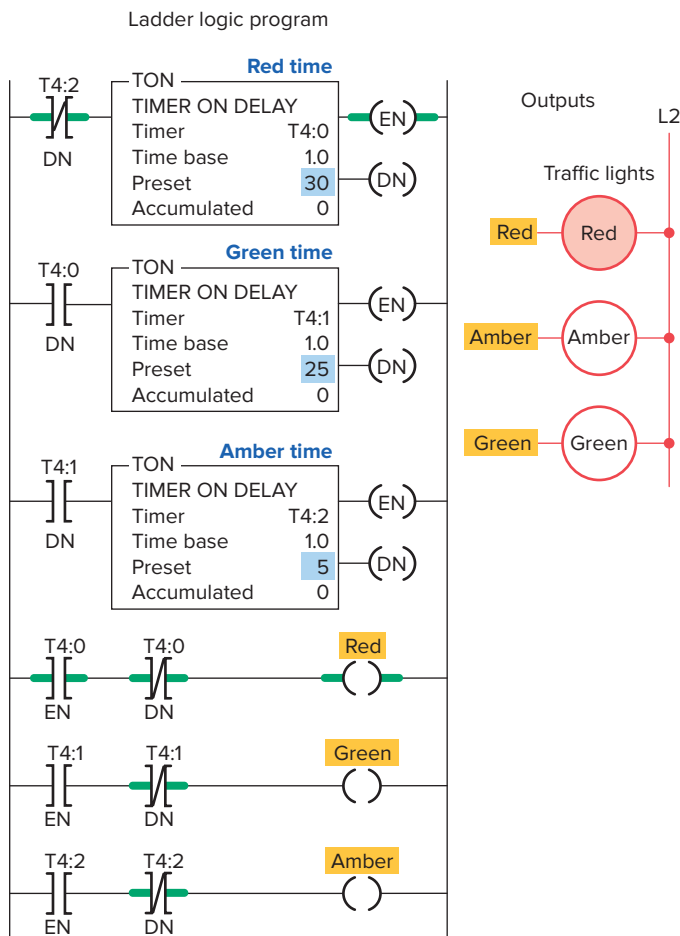 Ladder logic program
Red time
T4:2
DN
TON
TIMER ON DELAY
Timer T4:0
Time base 1.0
Preset 30
Accumulated 0
EN
DN
Green time
T4:0
DN
TON
TIMER ON DELAY
Timer T4:1
Time base 1.0
Preset 25
Accumulated 0
EN
DN
Amber time
T4:1
DN
TON
TIMER ON DELAY
Timer T4:2
Time base 1.0
Preset 5
Accumulated 0
EN
DN
T4:0 T4:0 Red
EN DN
T4:1 T4:1 Green
EN DN
T4:2 T4:2 Amber
EN DN
Outputs
L2
Traffic lights
Red Red
Amber Amber
Green Green